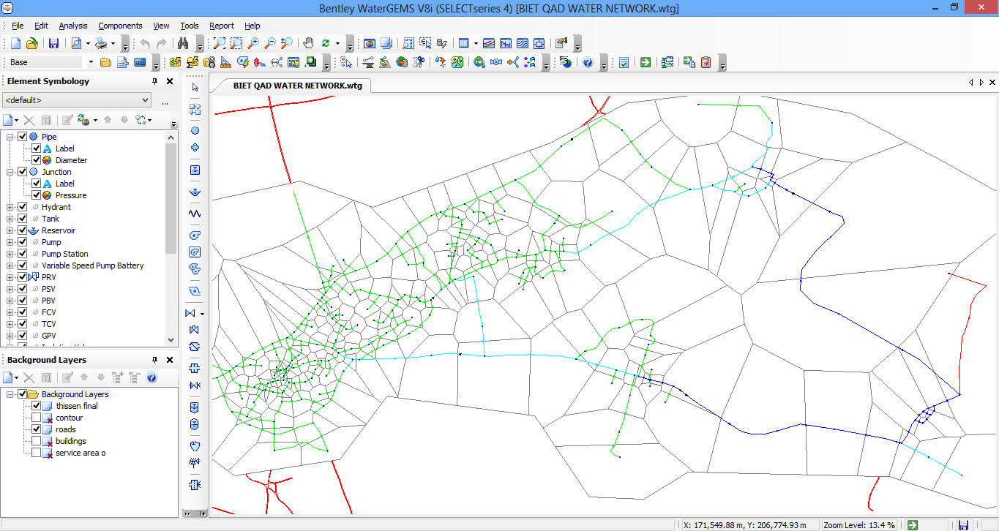 Bentley WaterGEMS V8i (SELECTseries 4) [BIET QAD WATER NETWORK.wtg]
File Edit Analysis Components View Tools Report Help
Base
Element Symbology
<default>
...
Pipe
Label
Diameter
Junction
Label
Pressure
Hydrant
Tank
Reservoir
Pump
Pump Station
Variable Speed Pump Battery
PRV
PSV
PBV
FCV
TCV
GPV
Background Layers
Background Layers
thissen final
contour
roads
buildings
service area o
BIET QAD WATER NETWORK.wtg
X: 171,549.88 m, Y: 206,774.93 m Zoom Level: 13.4 %